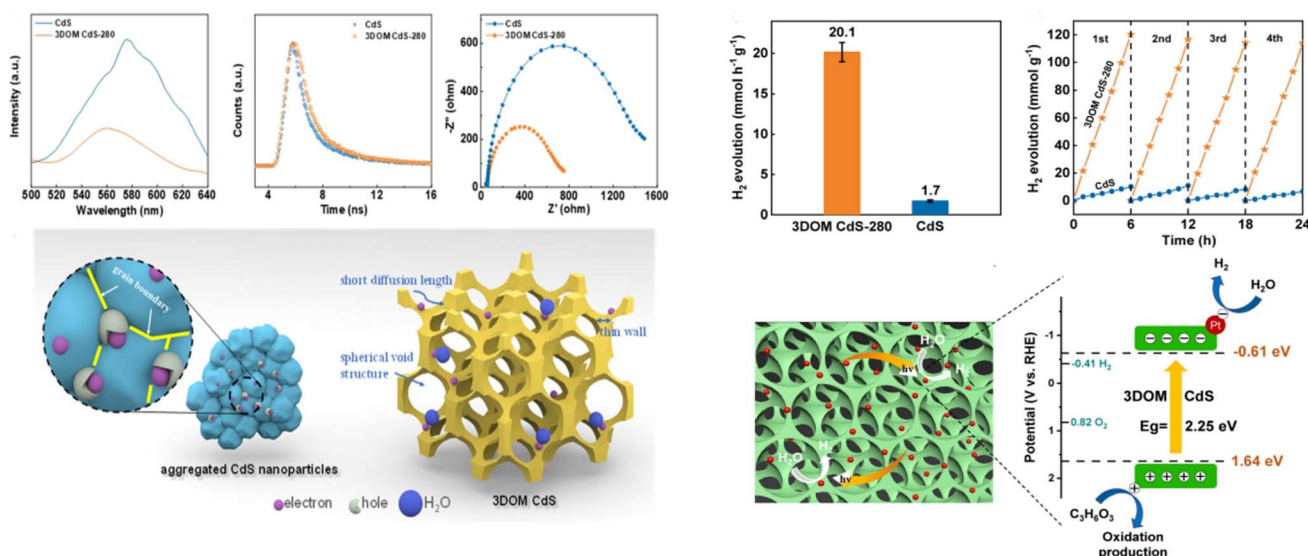 CdS
3DOM CdS-280
Intensity (a.u.)
500 520 540 560 580 600 620 640
Wavelength (nm)
CdS
3DOM CdS-280
Counts (a.u.)
4 8 12 16
Time (ns)
CdS
3DOM CdS-280
-Z'' (ohm)
600
400
200
0
0 400 800 1200 1600
Z' (ohm)
H2 evolution (mmol h-1 g-1)
20
15
10
5
0
20.1
1.7
3DOM CdS-280 CdS
H2 evolution (mmol g-1)
120
100
80
60
40
20
0
1st 2nd 3rd 4th
3DOM CdS-280
CdS
0 6 12 18 24
Time (h)
grain boundary
aggregated CdS nanoparticles
short diffusion length
thin wall
spherical void
structure
3DOM CdS
electron hole H2O
H2O
H2
hν
H2O
H2
hν
Potential (V vs. RHE)
-1
0
1
2
-0.41 H2
0.82 O2
H2
H2O
Pt
-0.61 eV
3DOM CdS
Eg= 2.25 eV
1.64 eV
C3H6O3
Oxidation
production